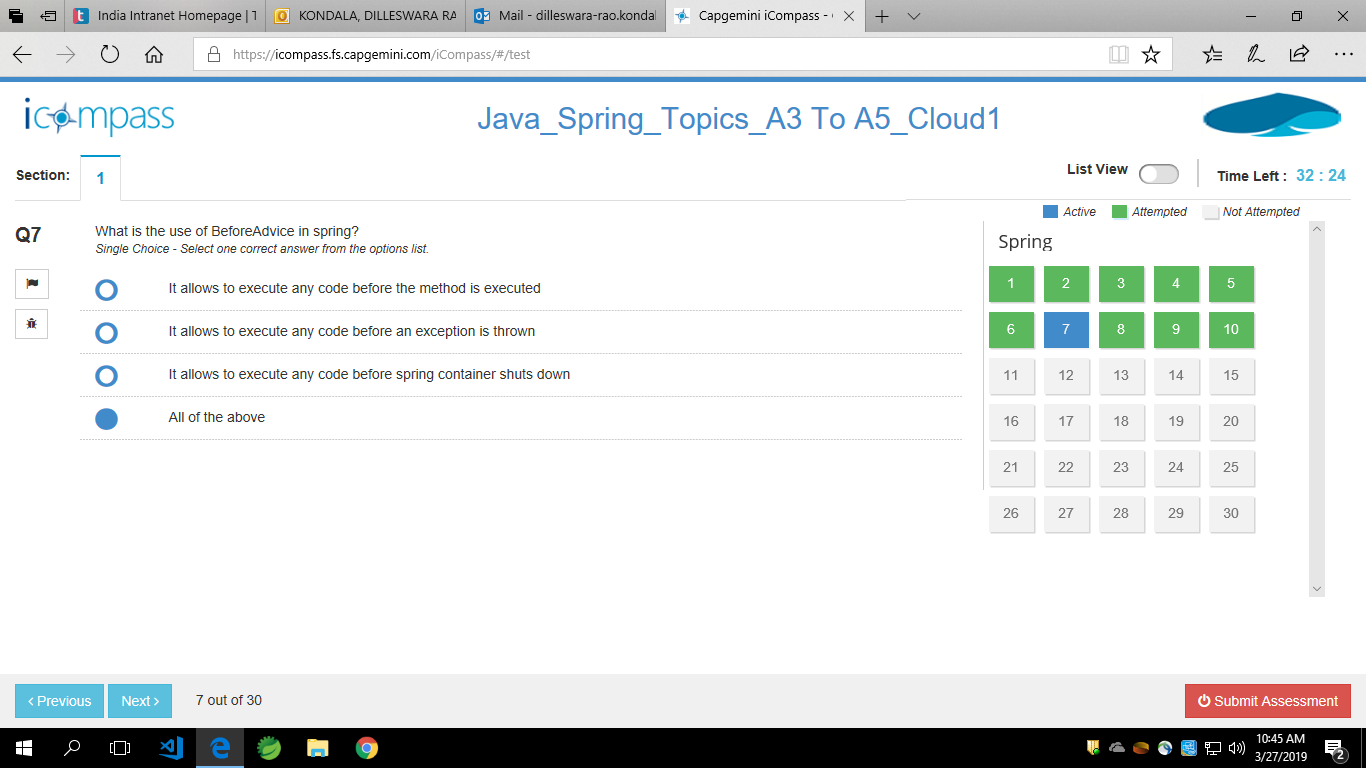 India Intranet Homepage | T
KONDALA, DILLESWARA RA
Mail - dilleswara-rao.kondal
Capgemini iCompass -
https://icompass.fs.capgemini.com/iCompass/#/test
icompass
Java_Spring_Topics_A3 To A5_Cloud1
Section:
1
List View
Time Left : 32 : 24
Active
Attempted
Not Attempted
Q7
What is the use of BeforeAdvice in spring?
Single Choice - Select one correct answer from the options list.
It allows to execute any code before the method is executed
It allows to execute any code before an exception is thrown
It allows to execute any code before spring container shuts down
All of the above
Spring
1 2 3 4 5
6 7 8 9 10
11 12 13 14 15
16 17 18 19 20
21 22 23 24 25
26 27 28 29 30
Previous
Next
7 out of 30
Submit Assessment
10:45 AM
3/27/2019
2